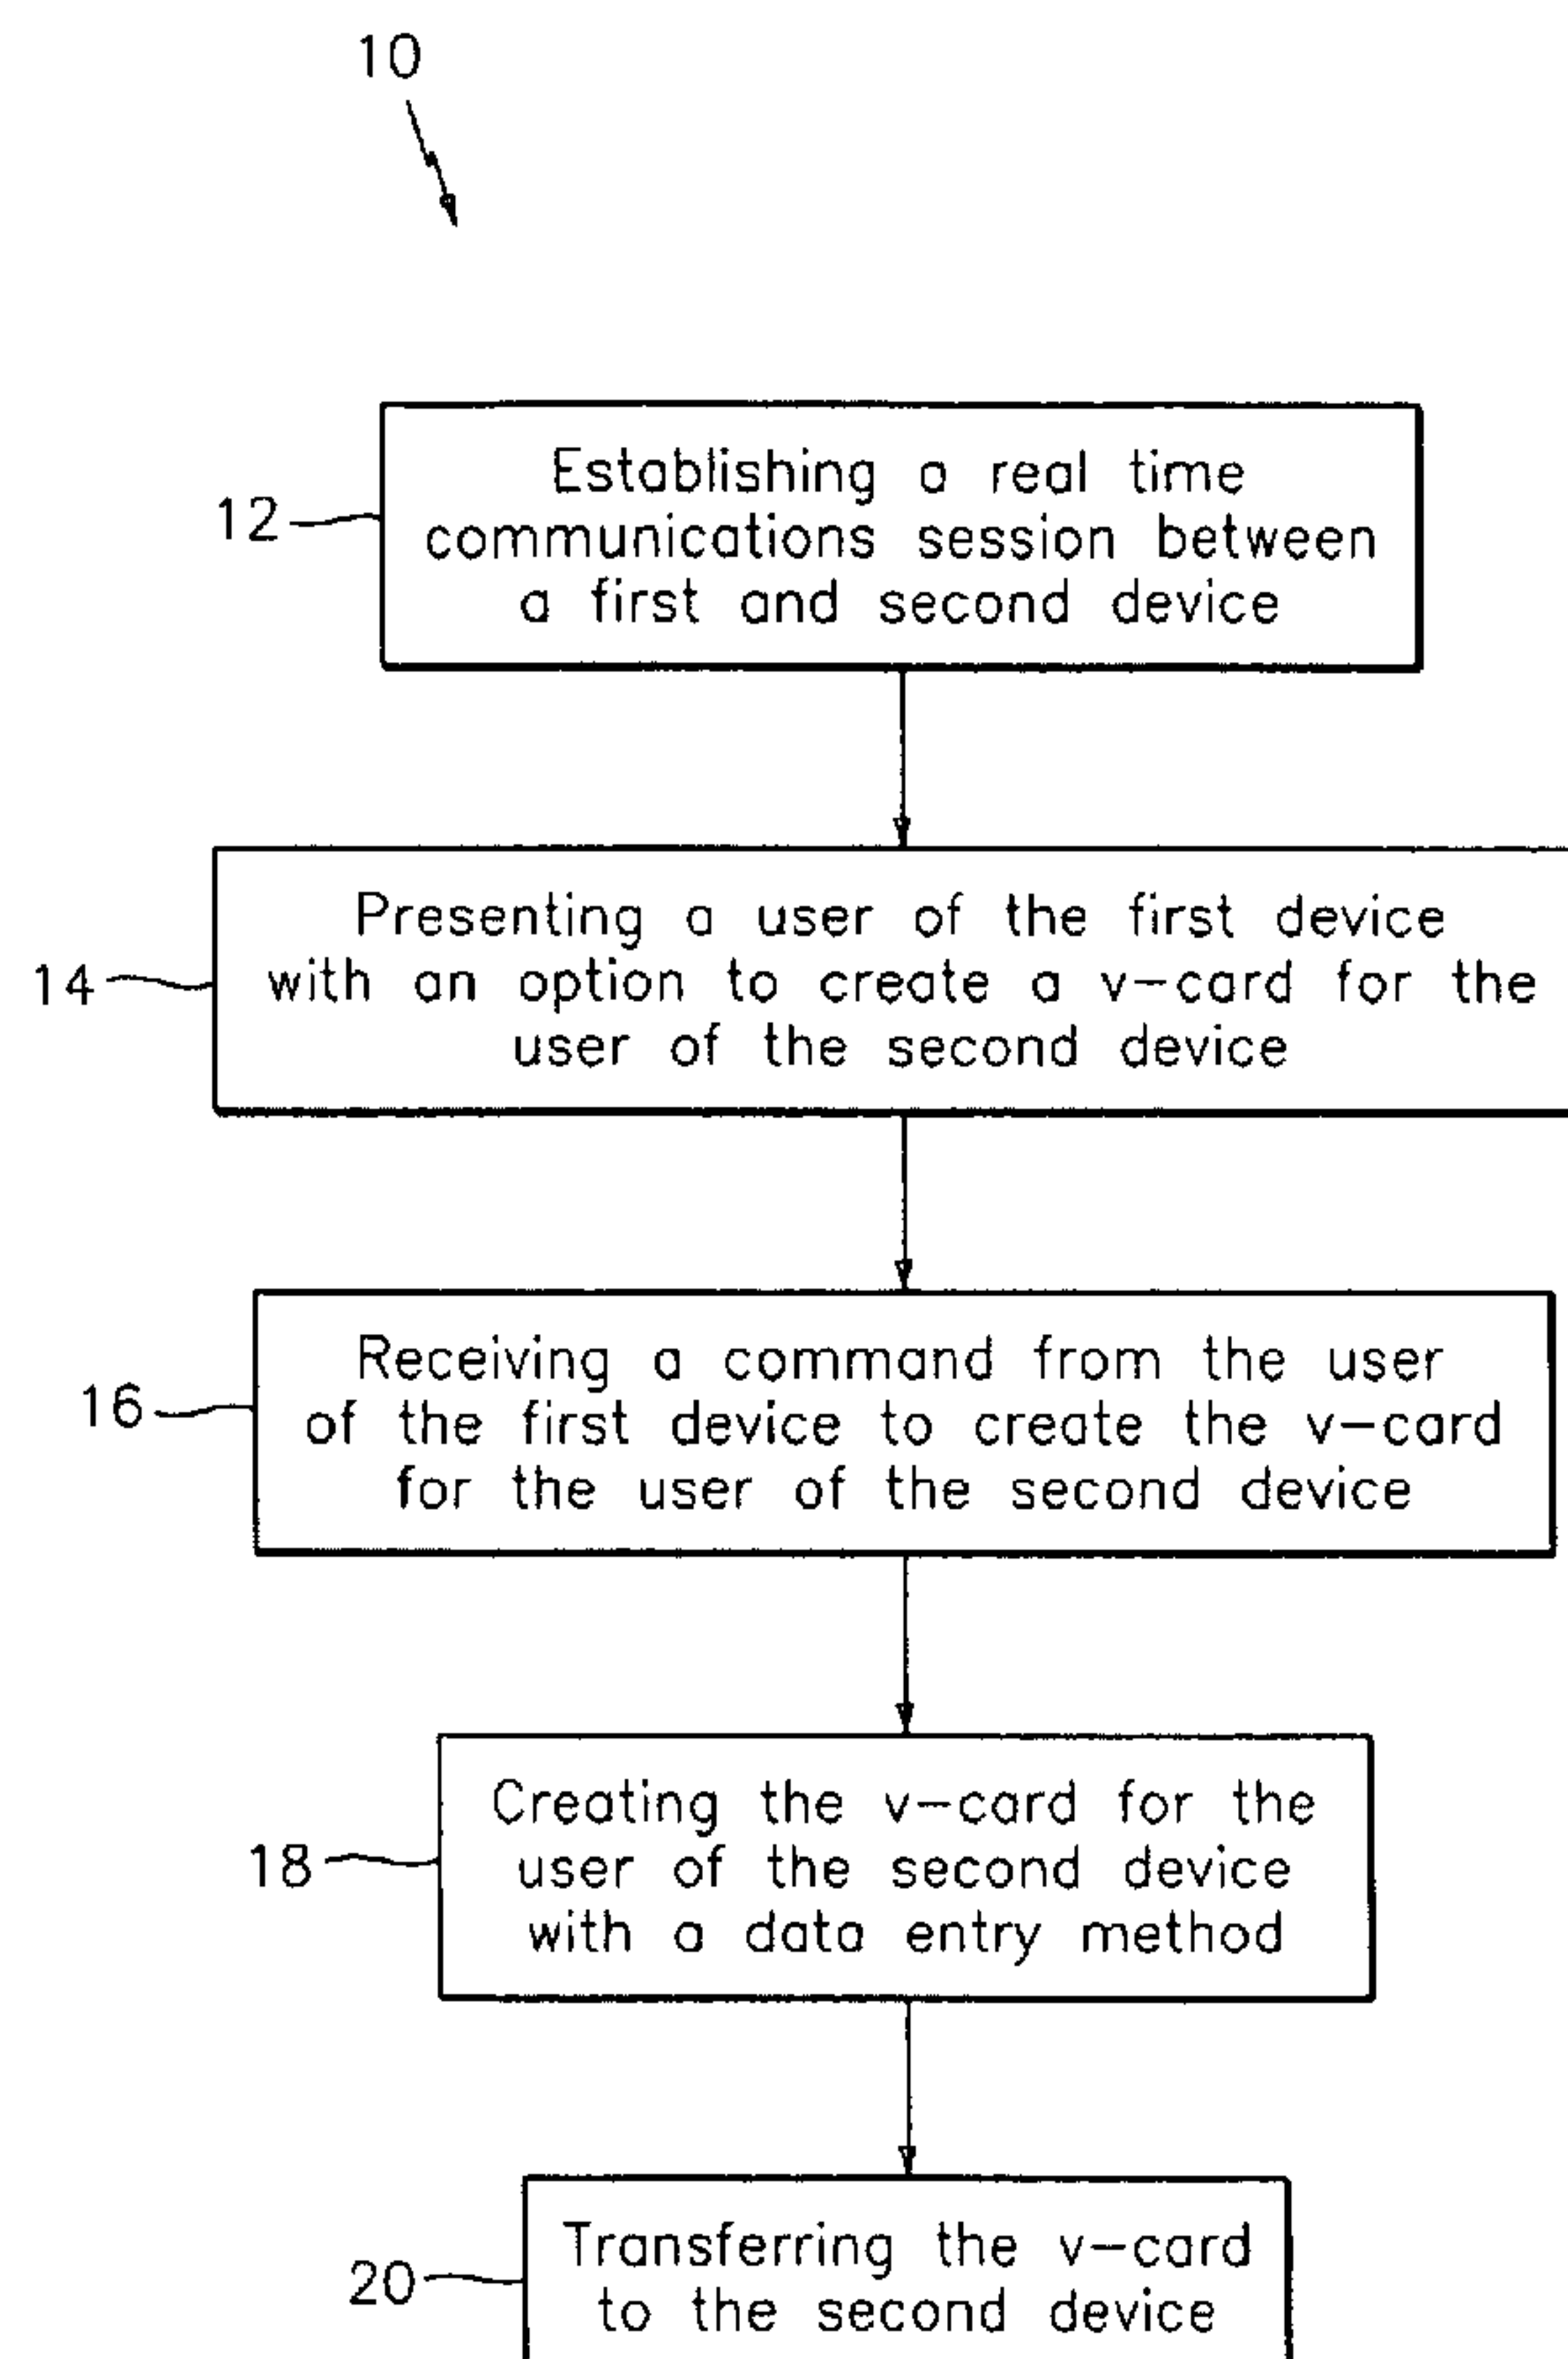 10
Establishing a real time
communications session between
a first and second device
12
Presenting a user of the first device
with an option to create a v-card for the
user of the second device
14
Receiving a command from the user
of the first device to create the v-card
for the user of the second device
16
Creating the v-card for the
user of the second device
with a data entry method
18
Transferring the v-card
to the second device
20